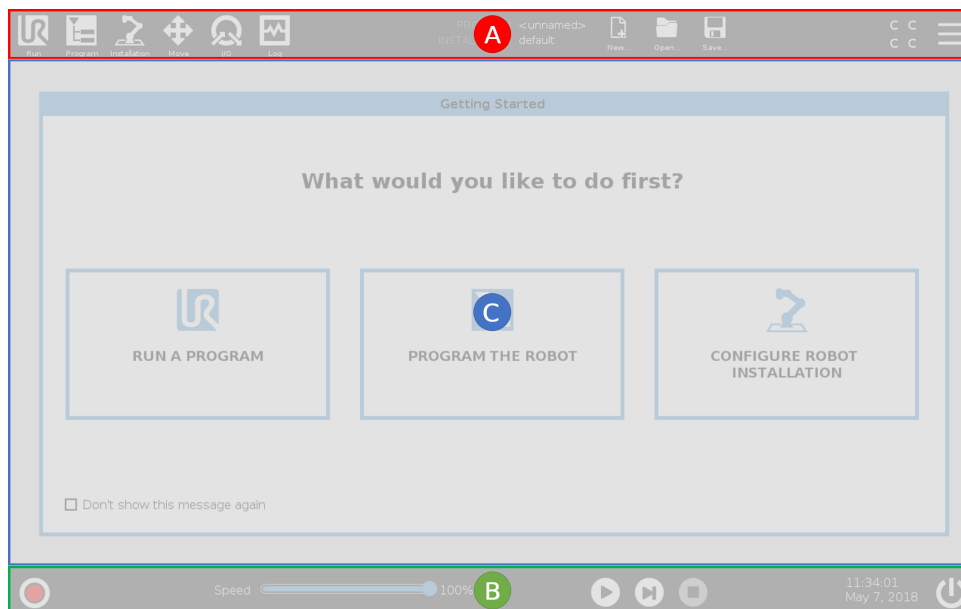 Run Program Installation Move I/O Log
<unnamed>
default
New... Open... Save...
C C
C C
A
Getting Started
What would you like to do first?
C
RUN A PROGRAM
PROGRAM THE ROBOT
CONFIGURE ROBOT
INSTALLATION
Don't show this message again
Speed 100%
B
11:34:01
May 7, 2018